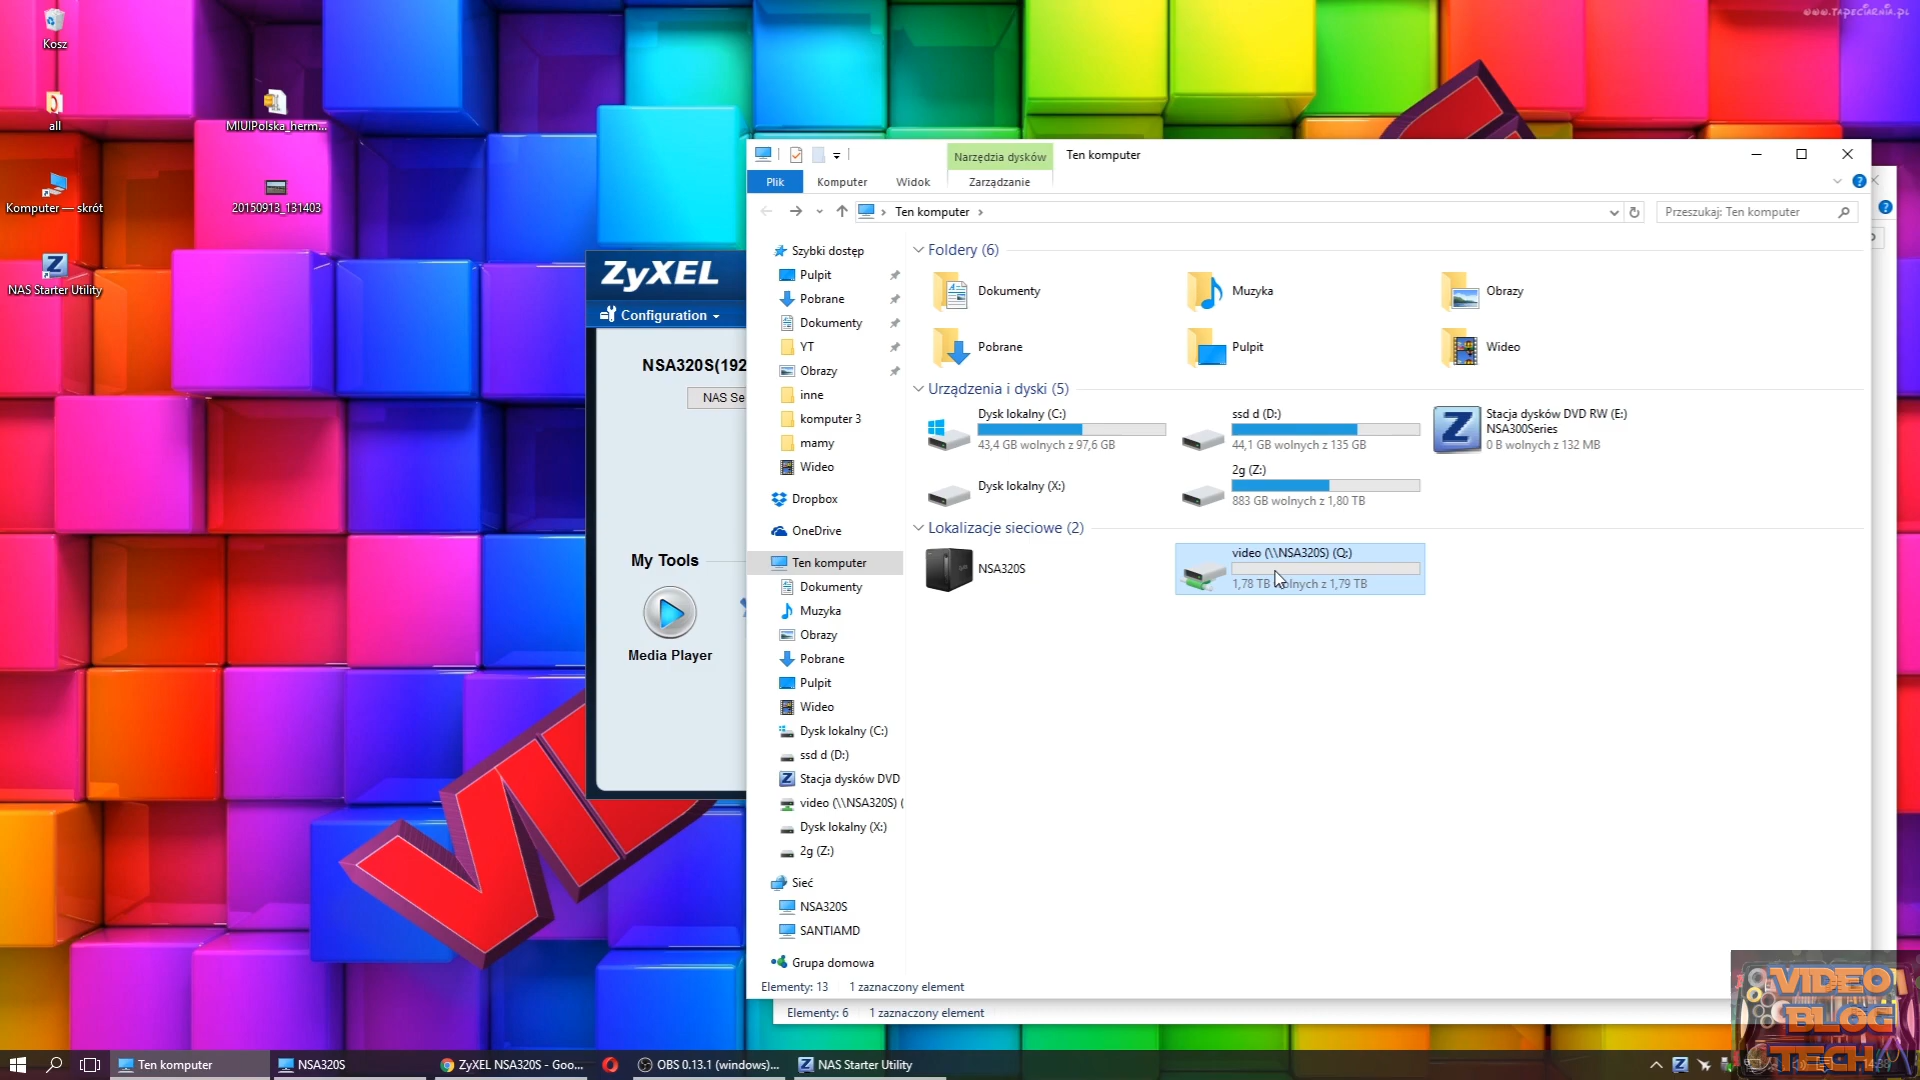 www.tapeciarnia.pl
Kosz
all
MIUIPolska_herm...
Komputer — skrót
20150913_131403
NAS Starter Utility
ZyXEL
Configuration
NSA320S(192
NAS Se
My Tools
Media Player
Narzędzia dysków
Ten komputer
Plik
Komputer
Widok
Zarządzanie
Ten komputer
Przeszukaj: Ten komputer
Szybki dostęp
Pulpit
Pobrane
Dokumenty
YT
Obrazy
inne
komputer 3
mamy
Wideo
Dropbox
OneDrive
Ten komputer
Dokumenty
Muzyka
Obrazy
Pobrane
Pulpit
Wideo
Dysk lokalny (C:)
ssd d (D:)
Stacja dysków DVD
video (\\NSA320S) (
Dysk lokalny (X:)
2g (Z:)
Sieć
NSA320S
SANTIAMD
Grupa domowa
Foldery (6)
Dokumenty
Muzyka
Obrazy
Pobrane
Pulpit
Wideo
Urządzenia i dyski (5)
Dysk lokalny (C:)
43,4 GB wolnych z 97,6 GB
ssd d (D:)
44,1 GB wolnych z 135 GB
Stacja dysków DVD RW (E:)
NSA300Series
0 B wolnych z 132 MB
Dysk lokalny (X:)
2g (Z:)
883 GB wolnych z 1,80 TB
Lokalizacje sieciowe (2)
NSA320S
video (\\NSA320S) (Q:)
1,78 TB wolnych z 1,79 TB
Elementy: 13 1 zaznaczony element
Elementy: 6 1 zaznaczony element
VIDEO
BLOG
TECH
Ten komputer
NSA320S
ZyXEL NSA320S - Goo...
OBS 0.13.1 (windows)...
NAS Starter Utility